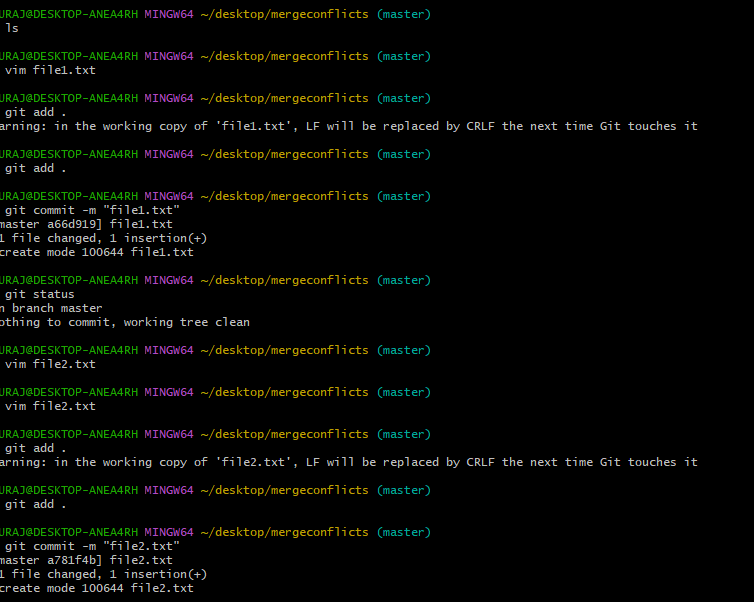 URAJ@DESKTOP-ANEA4RH MINGW64 ~/desktop/mergeconflicts (master)
ls
URAJ@DESKTOP-ANEA4RH MINGW64 ~/desktop/mergeconflicts (master)
vim file1.txt
URAJ@DESKTOP-ANEA4RH MINGW64 ~/desktop/mergeconflicts (master)
git add .
arning: in the working copy of 'file1.txt', LF will be replaced by CRLF the next time Git touches it
URAJ@DESKTOP-ANEA4RH MINGW64 ~/desktop/mergeconflicts (master)
git add .
URAJ@DESKTOP-ANEA4RH MINGW64 ~/desktop/mergeconflicts (master)
git commit -m "file1.txt"
master a66d919] file1.txt
1 file changed, 1 insertion(+)
create mode 100644 file1.txt
URAJ@DESKTOP-ANEA4RH MINGW64 ~/desktop/mergeconflicts (master)
git status
n branch master
othing to commit, working tree clean
URAJ@DESKTOP-ANEA4RH MINGW64 ~/desktop/mergeconflicts (master)
vim file2.txt
URAJ@DESKTOP-ANEA4RH MINGW64 ~/desktop/mergeconflicts (master)
vim file2.txt
URAJ@DESKTOP-ANEA4RH MINGW64 ~/desktop/mergeconflicts (master)
git add .
arning: in the working copy of 'file2.txt', LF will be replaced by CRLF the next time Git touches it
URAJ@DESKTOP-ANEA4RH MINGW64 ~/desktop/mergeconflicts (master)
git add .
URAJ@DESKTOP-ANEA4RH MINGW64 ~/desktop/mergeconflicts (master)
git commit -m "file2.txt"
master a781f4b] file2.txt
1 file changed, 1 insertion(+)
create mode 100644 file2.txt